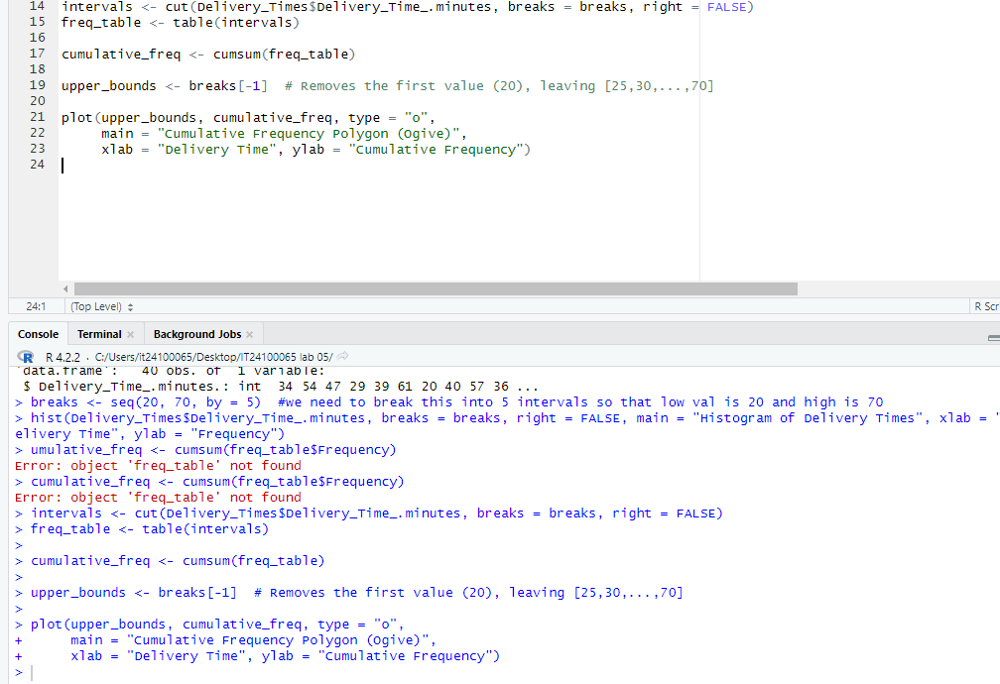 14 intervals <- cut(Delivery_Times$Delivery_Time_.minutes, breaks = breaks, right = FALSE)
15 freq_table <- table(intervals)
16
17 cumulative_freq <- cumsum(freq_table)
18
19 upper_bounds <- breaks[-1]  # Removes the first value (20), leaving [25,30,...,70]
20
21 plot(upper_bounds, cumulative_freq, type = "o",
22      main = "Cumulative Frequency Polygon (Ogive)",
23      xlab = "Delivery Time", ylab = "Cumulative Frequency")
24
24:1 (Top Level) R Scr
Console Terminal Background Jobs
R R 4.2.2 · C:/Users/it24100065/Desktop/IT24100065 lab 05/
'data.frame':   40 obs. of  1 variable:
 $ Delivery_Time_.minutes.: int  34 54 47 29 39 61 20 40 57 36 ...
> breaks <- seq(20, 70, by = 5)  #we need to break this into 5 intervals so that low val is 20 and high is 70
> hist(Delivery_Times$Delivery_Time_.minutes, breaks = breaks, right = FALSE, main = "Histogram of Delivery Times", xlab = "
elivery Time", ylab = "Frequency")
> umulative_freq <- cumsum(freq_table$Frequency)
Error: object 'freq_table' not found
> cumulative_freq <- cumsum(freq_table$Frequency)
Error: object 'freq_table' not found
> intervals <- cut(Delivery_Times$Delivery_Time_.minutes, breaks = breaks, right = FALSE)
> freq_table <- table(intervals)
>
> cumulative_freq <- cumsum(freq_table)
>
> upper_bounds <- breaks[-1]  # Removes the first value (20), leaving [25,30,...,70]
>
> plot(upper_bounds, cumulative_freq, type = "o",
+      main = "Cumulative Frequency Polygon (Ogive)",
+      xlab = "Delivery Time", ylab = "Cumulative Frequency")
>